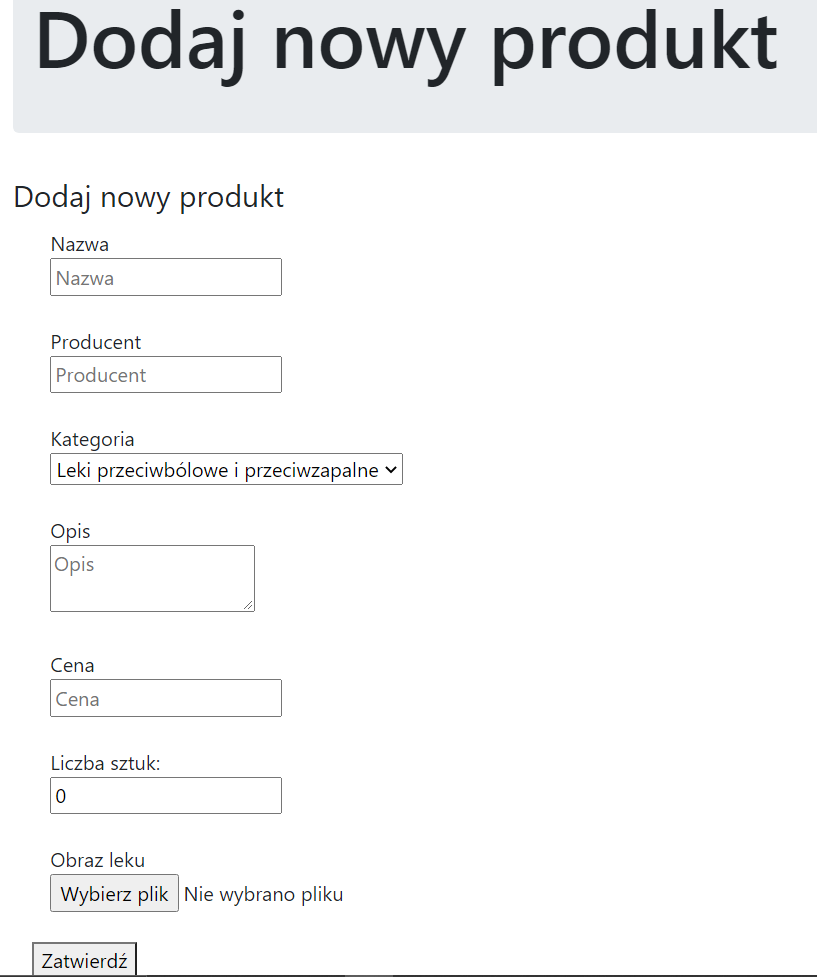 Dodaj nowy produkt
Dodaj nowy produkt
Nazwa
Nazwa
Producent
Producent
Kategoria
Leki przeciwbólowe i przeciwzapalne
Opis
Opis
Cena
Cena
Liczba sztuk:
0
Obraz leku
Wybierz plik Nie wybrano pliku
Zatwierdź